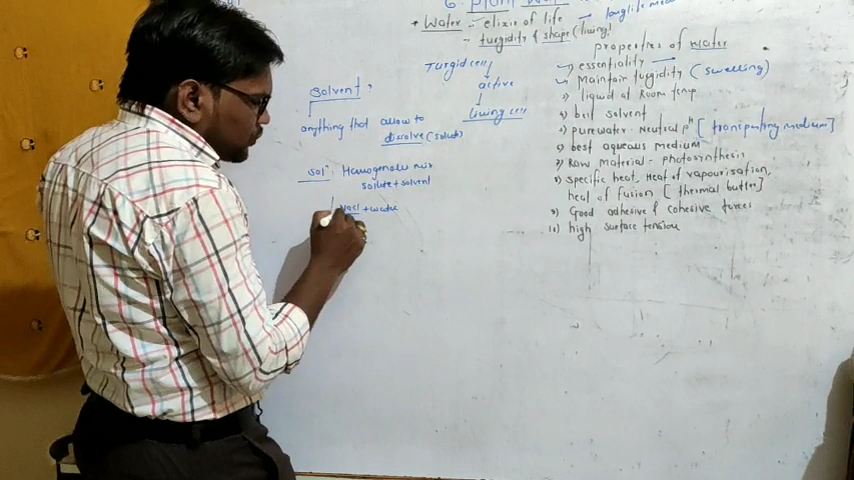 6. Plant
* Water - elixir of life
- turgidity & shape (living)
Turgid cell
active
living cell
Solvent?
anything that allow to
dissolve (solute)
Sol": Homogenous mix
solute + solvent
Nacl + water
properties of water
1) essentiality
2) Maintain turgidity (swelling)
3) liquid at Room temp
4) best solvent
5) pure water - Neutral pH [transporting medium]
6) best aqueous medium
7) Raw material - photosynthesis
8) specific heat, Heat of vapourisation,
heat of fusion [thermal buffer]
9) Good adhesive & cohesive forces
10) high surface tension